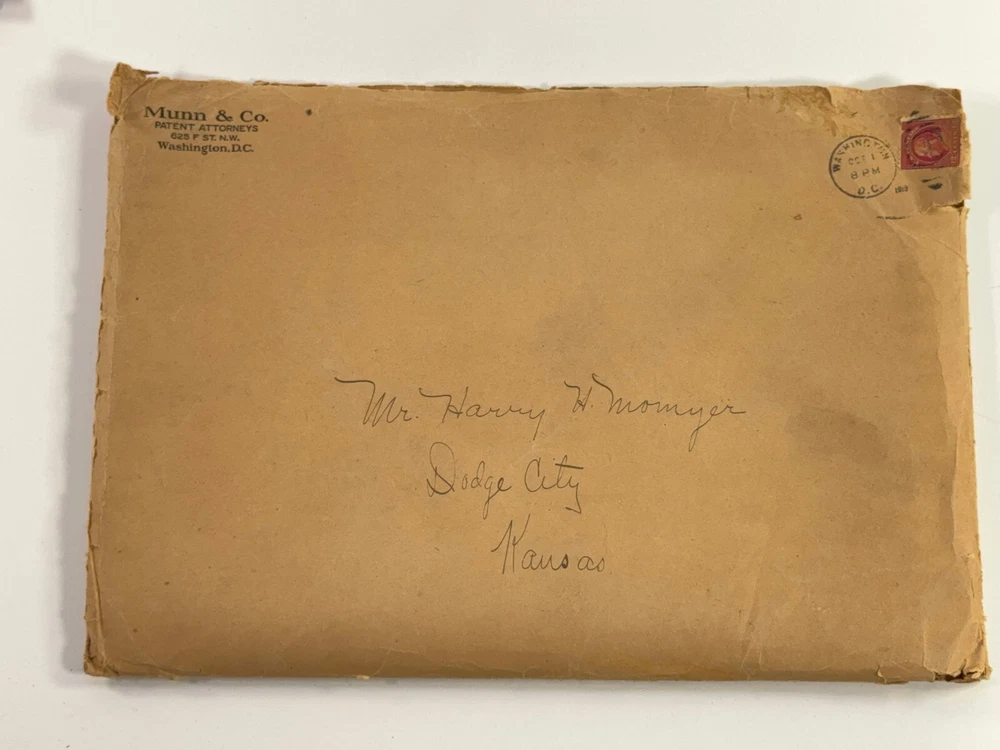 Munn & Co.
PATENT ATTORNEYS
625 F ST. N.W.
Washington, D.C.
WASHINGTON
OCT 1
8 PM
D.C.
Mr. Harry H. Momyer
Dodge City
Kansas